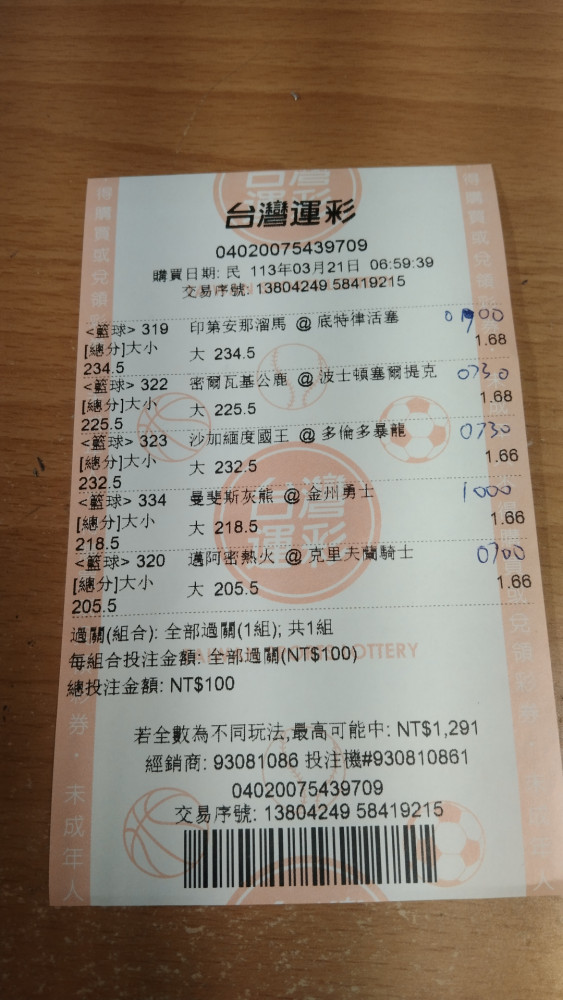 台灣運彩
04020075439709
購買日期: 民 113年03月21日 06:59:39
交易序號: 13804249 58419215
<籃球> 319 印第安那溜馬 @ 底特律活塞 0700
[總分]大小 大 234.5 1.68
234.5
<籃球> 322 密爾瓦基公鹿 @ 波士頓塞爾提克 0730
[總分]大小 大 225.5 1.68
225.5
<籃球> 323 沙加緬度國王 @ 多倫多暴龍 0730
[總分]大小 大 232.5 1.66
232.5
<籃球> 334 曼斐斯灰熊 @ 金州勇士 1000
[總分]大小 大 218.5 1.66
218.5
<籃球> 320 邁阿密熱火 @ 克里夫蘭騎士 0700
[總分]大小 大 205.5 1.66
205.5
過關(組合): 全部過關(1組); 共1組
每組合投注金額: 全部過關(NT$100)
總投注金額: NT$100
若全數為不同玩法,最高可能中: NT$1,291
經銷商: 93081086 投注機#930810861
04020075439709
交易序號: 13804249 58419215